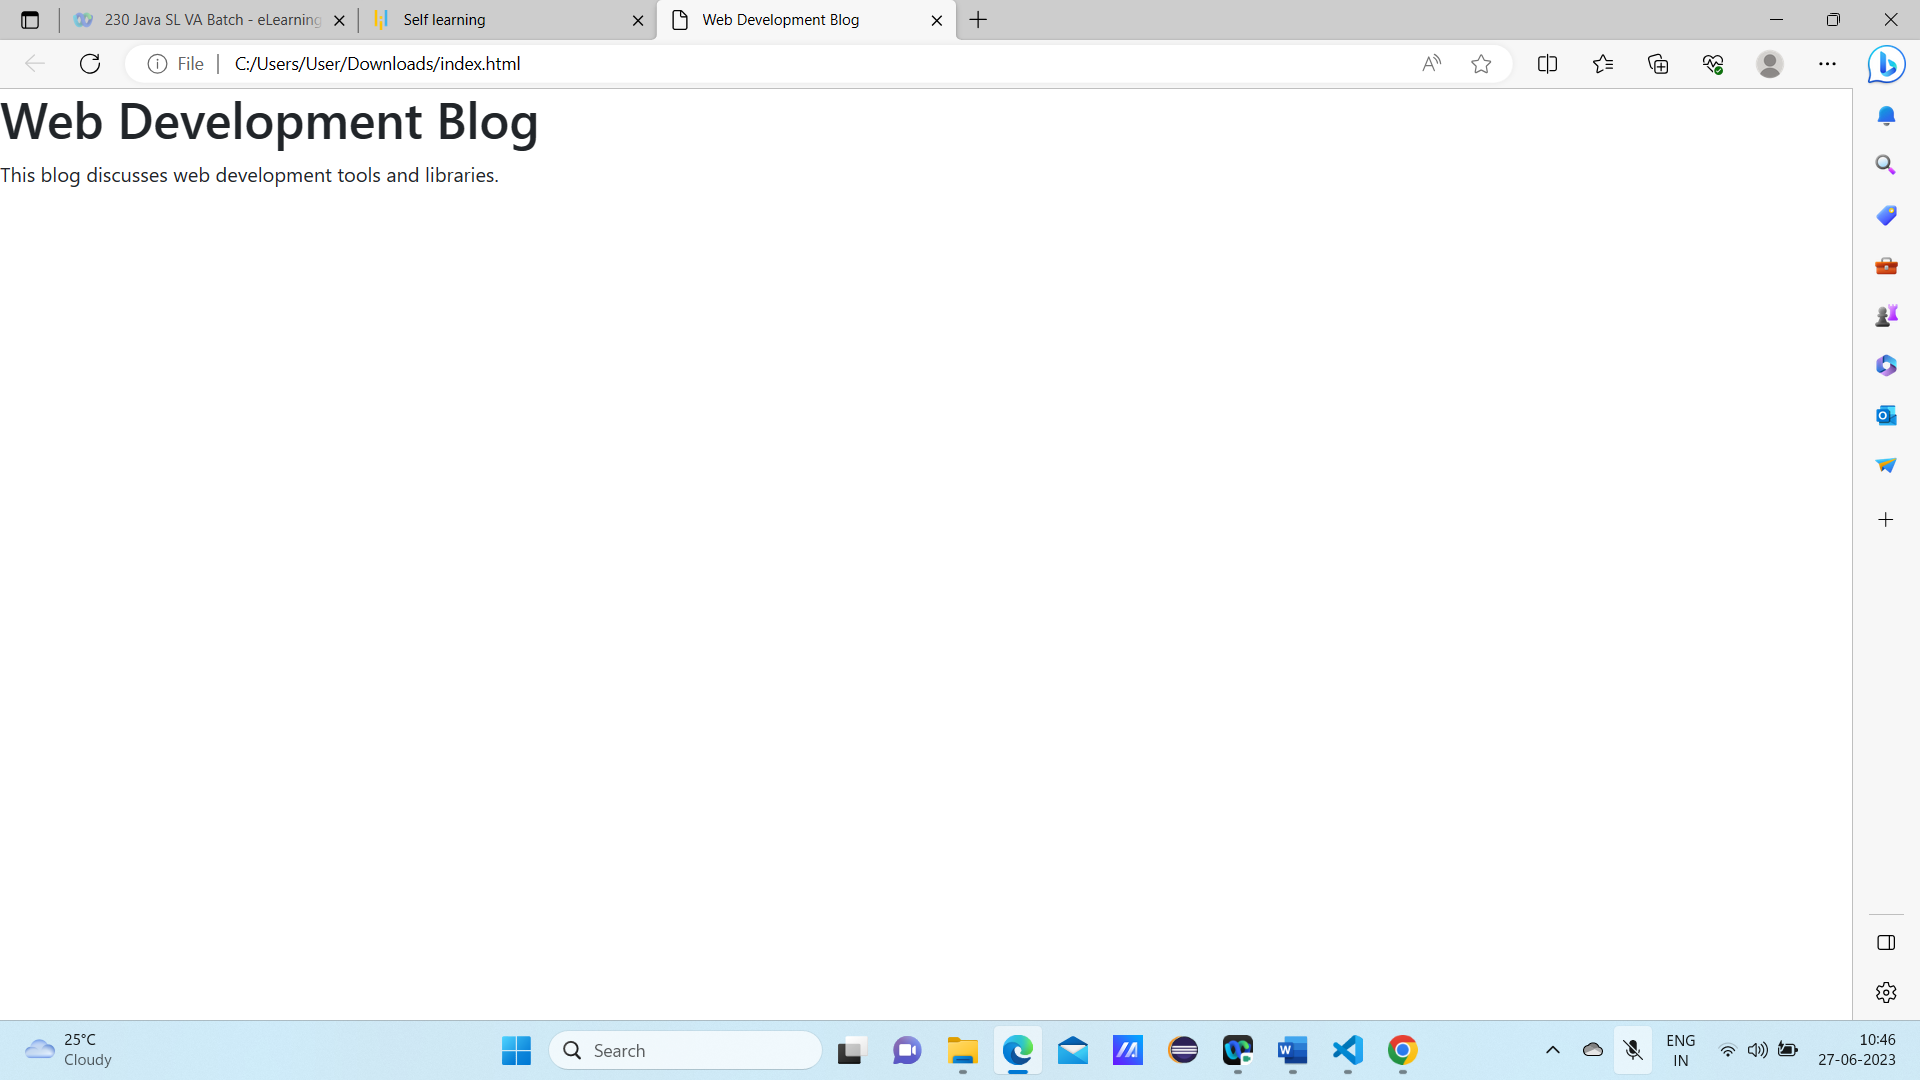 230 Java SL VA Batch - eLearning
Self learning
Web Development Blog
File
C:/Users/User/Downloads/index.html
Web Development Blog
This blog discusses web development tools and libraries.
25°C
Cloudy
Search
ENG
IN
10:46
27-06-2023